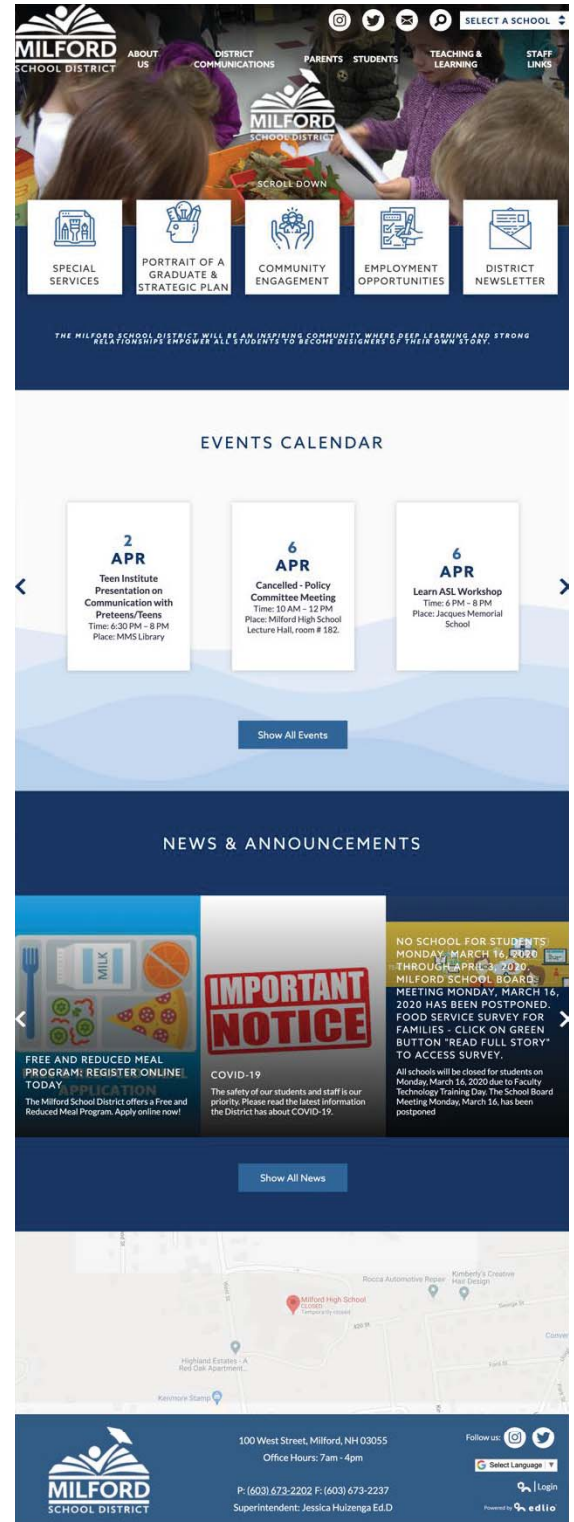 SELECT A SCHOOL
MILFORD
SCHOOL DISTRICT
ABOUT
US
DISTRICT
COMMUNICATIONS
PARENTS
STUDENTS
TEACHING &
LEARNING
STAFF
LINKS
MILFORD
SCHOOL DISTRICT
SCROLL DOWN
SPECIAL
SERVICES
PORTRAIT OF A
GRADUATE &
STRATEGIC PLAN
COMMUNITY
ENGAGEMENT
EMPLOYMENT
OPPORTUNITIES
DISTRICT
NEWSLETTER
THE MILFORD SCHOOL DISTRICT WILL BE AN INSPIRING COMMUNITY WHERE DEEP LEARNING AND STRONG
RELATIONSHIPS EMPOWER ALL STUDENTS TO BECOME DESIGNERS OF THEIR OWN STORY.
EVENTS CALENDAR
2
APR
Teen Institute
Presentation on
Communication with
Preteens/Teens
Time: 6:30 PM – 8 PM
Place: MMS Library
6
APR
Cancelled - Policy
Committee Meeting
Time: 10 AM – 12 PM
Place: Milford High School
Lecture Hall, room # 182.
6
APR
Learn ASL Workshop
Time: 6 PM – 8 PM
Place: Jacques Memorial
School
Show All Events
NEWS & ANNOUNCEMENTS
MILK
FREE AND REDUCED MEAL
PROGRAM: REGISTER ONLINE
TODAY
APPLICATION
The Milford School District offers a Free and
Reduced Meal Program. Apply online now!
IMPORTANT
NOTICE
COVID-19
The safety of our students and staff is our
priority. Please read the latest information
the District has about COVID-19.
NO SCHOOL FOR STUDENTS
MONDAY, MARCH 16, 2020
THROUGH APRIL 3, 2020.
MILFORD SCHOOL BOARD
MEETING MONDAY, MARCH 16,
2020 HAS BEEN POSTPONED.
FOOD SERVICE SURVEY FOR
FAMILIES - CLICK ON GREEN
BUTTON "READ FULL STORY"
TO ACCESS SURVEY.
All schools will be closed for students on
Monday, March 16, 2020 due to Faculty
Technology Training Day. The School Board
Meeting Monday, March 16, has been
postponed
Show All News
Rocca Automotive Repair
Kimberly's Creative
Hair Design
Milford High School
CLOSED
Temporarily closed
George St
Highland Estates - A
Red Oak Apartment...
Kenmore Stamp
MILFORD
SCHOOL DISTRICT
100 West Street, Milford, NH 03055
Office Hours: 7am - 4pm
P: (603) 673-2202 F: (603) 673-2237
Superintendent: Jessica Huizenga Ed.D
Follow us:
G Select Language ▼
Login
Powered by edlio